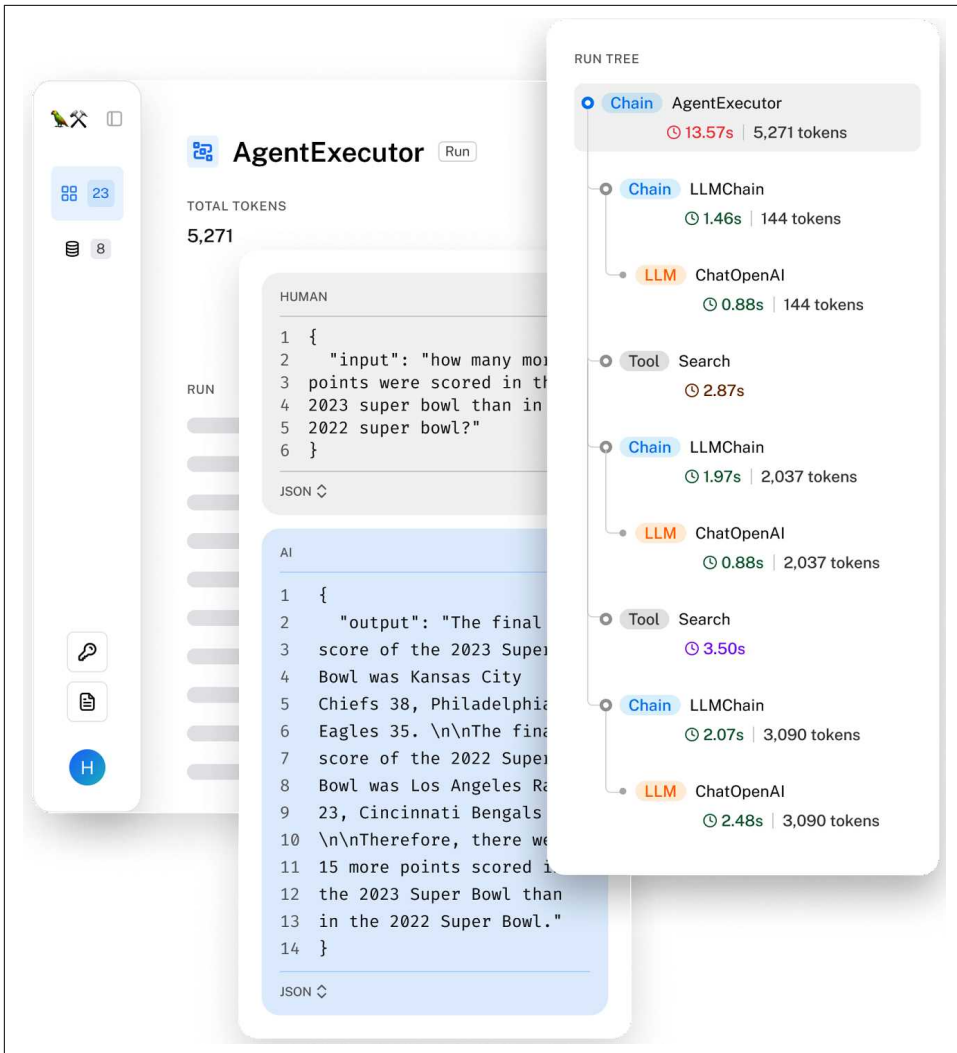 23
8
H
AgentExecutor Run
TOTAL TOKENS
5,271
RUN
HUMAN
1 {
2 "input": "how many
3 points were scored in
4 2023 super bowl than in
5 2022 super bowl?"
6 }
JSON
AI
1 {
2 "output": "The final
3 score of the 2023 Super
4 Bowl was Kansas City
5 Chiefs 38, Philadelphia
6 Eagles 35. \n\nThe
7 score of the 2022 Super
8 Bowl was Los Angeles
9 23, Cincinnati Bengals
10 \n\nTherefore, there
11 15 more points scored
12 the 2023 Super Bowl than
13 in the 2022 Super Bowl."
14 }
JSON
RUN TREE
Chain AgentExecutor
13.57s | 5,271 tokens
Chain LLMChain
1.46s | 144 tokens
LLM ChatOpenAI
0.88s | 144 tokens
Tool Search
2.87s
Chain LLMChain
1.97s | 2,037 tokens
LLM ChatOpenAI
0.88s | 2,037 tokens
Tool Search
3.50s
Chain LLMChain
2.07s | 3,090 tokens
LLM ChatOpenAI
2.48s | 3,090 tokens